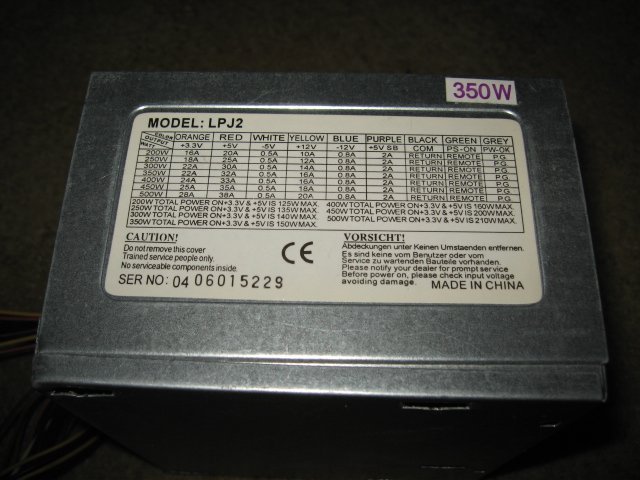 350W
MODEL: LPJ2
COLOR OUTPUT WATT ORANGE RED WHITE YELLOW BLUE PURPLE BLACK GREEN GREY
+3.3V +5V -5V +12V -12V +5V SB COM PS-ON PW-OK
200W 16A 20A 0.5A 10A 0.8A 2A RETURN REMOTE P.G
250W 18A 25A 0.5A 12A 0.8A 2A RETURN REMOTE P.G
300W 22A 30A 0.5A 14A 0.8A 2A RETURN REMOTE P.G
350W 22A 32A 0.5A 16A 0.8A 2A RETURN REMOTE P.G
400W 24A 33A 0.5A 16A 0.8A 2A RETURN REMOTE P.G
450W 25A 35A 0.5A 18A 0.8A 2A RETURN REMOTE P.G
500W 28A 38A 0.5A 20A 0.8A 2A RETURN REMOTE P.G
200W TOTAL POWER ON+3.3V & +5V IS 125W MAX. 400W TOTAL POWER ON+3.3V & +5V IS 160W MAX.
250W TOTAL POWER ON+3.3V & +5V IS 135W MAX. 450W TOTAL POWER ON+3.3V & +5V IS 200W MAX.
300W TOTAL POWER ON+3.3V & +5V IS 140W MAX. 500W TOTAL POWER ON+3.3V & +5V IS 210W MAX.
350W TOTAL POWER ON+3.3V & +5V IS 150W MAX.
CAUTION!
Do not remove this cover
Trained service people only.
No serviceable components inside.
SER NO: 04 06015229
CE
VORSICHT!
Abdeckungen unter Keinen Umstaenden entfernen.
Es sind keine vom Benutzer oder vom
Service zu wartenden Bauteile vorhanden.
Please notify your dealer for prompt service
Before power on, please check input voltage
avoiding damage. MADE IN CHINA